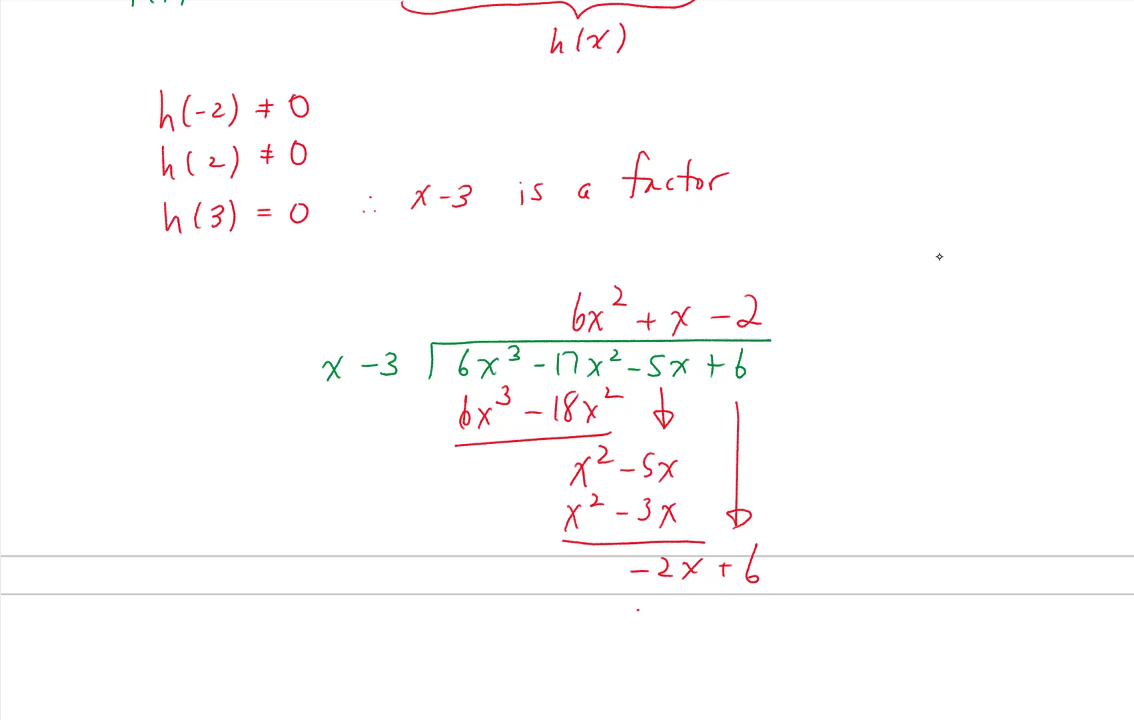 h(x)
h(-2) ≠ 0
h(2) ≠ 0
h(3) = 0 ∴ x-3 is a factor
6x² + x - 2
x - 3 6x³ - 17x² - 5x + 6
6x³ - 18x²
x² - 5x
x² - 3x
-2x + 6